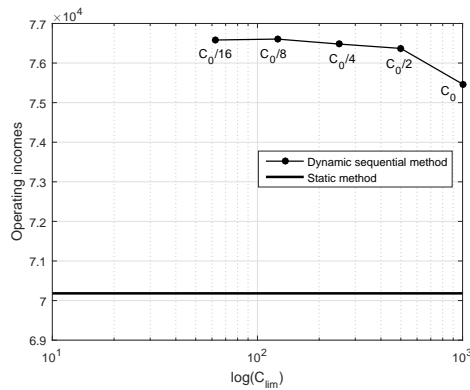 ×10⁴
7.7
7.6
7.5
7.4
7.3
7.2
7.1
7
6.9
Operating incomes
C₀/16
C₀/8
C₀/4
C₀/2
C₀
Dynamic sequential method
Static method
10¹
10²
10³
log(C_lim)